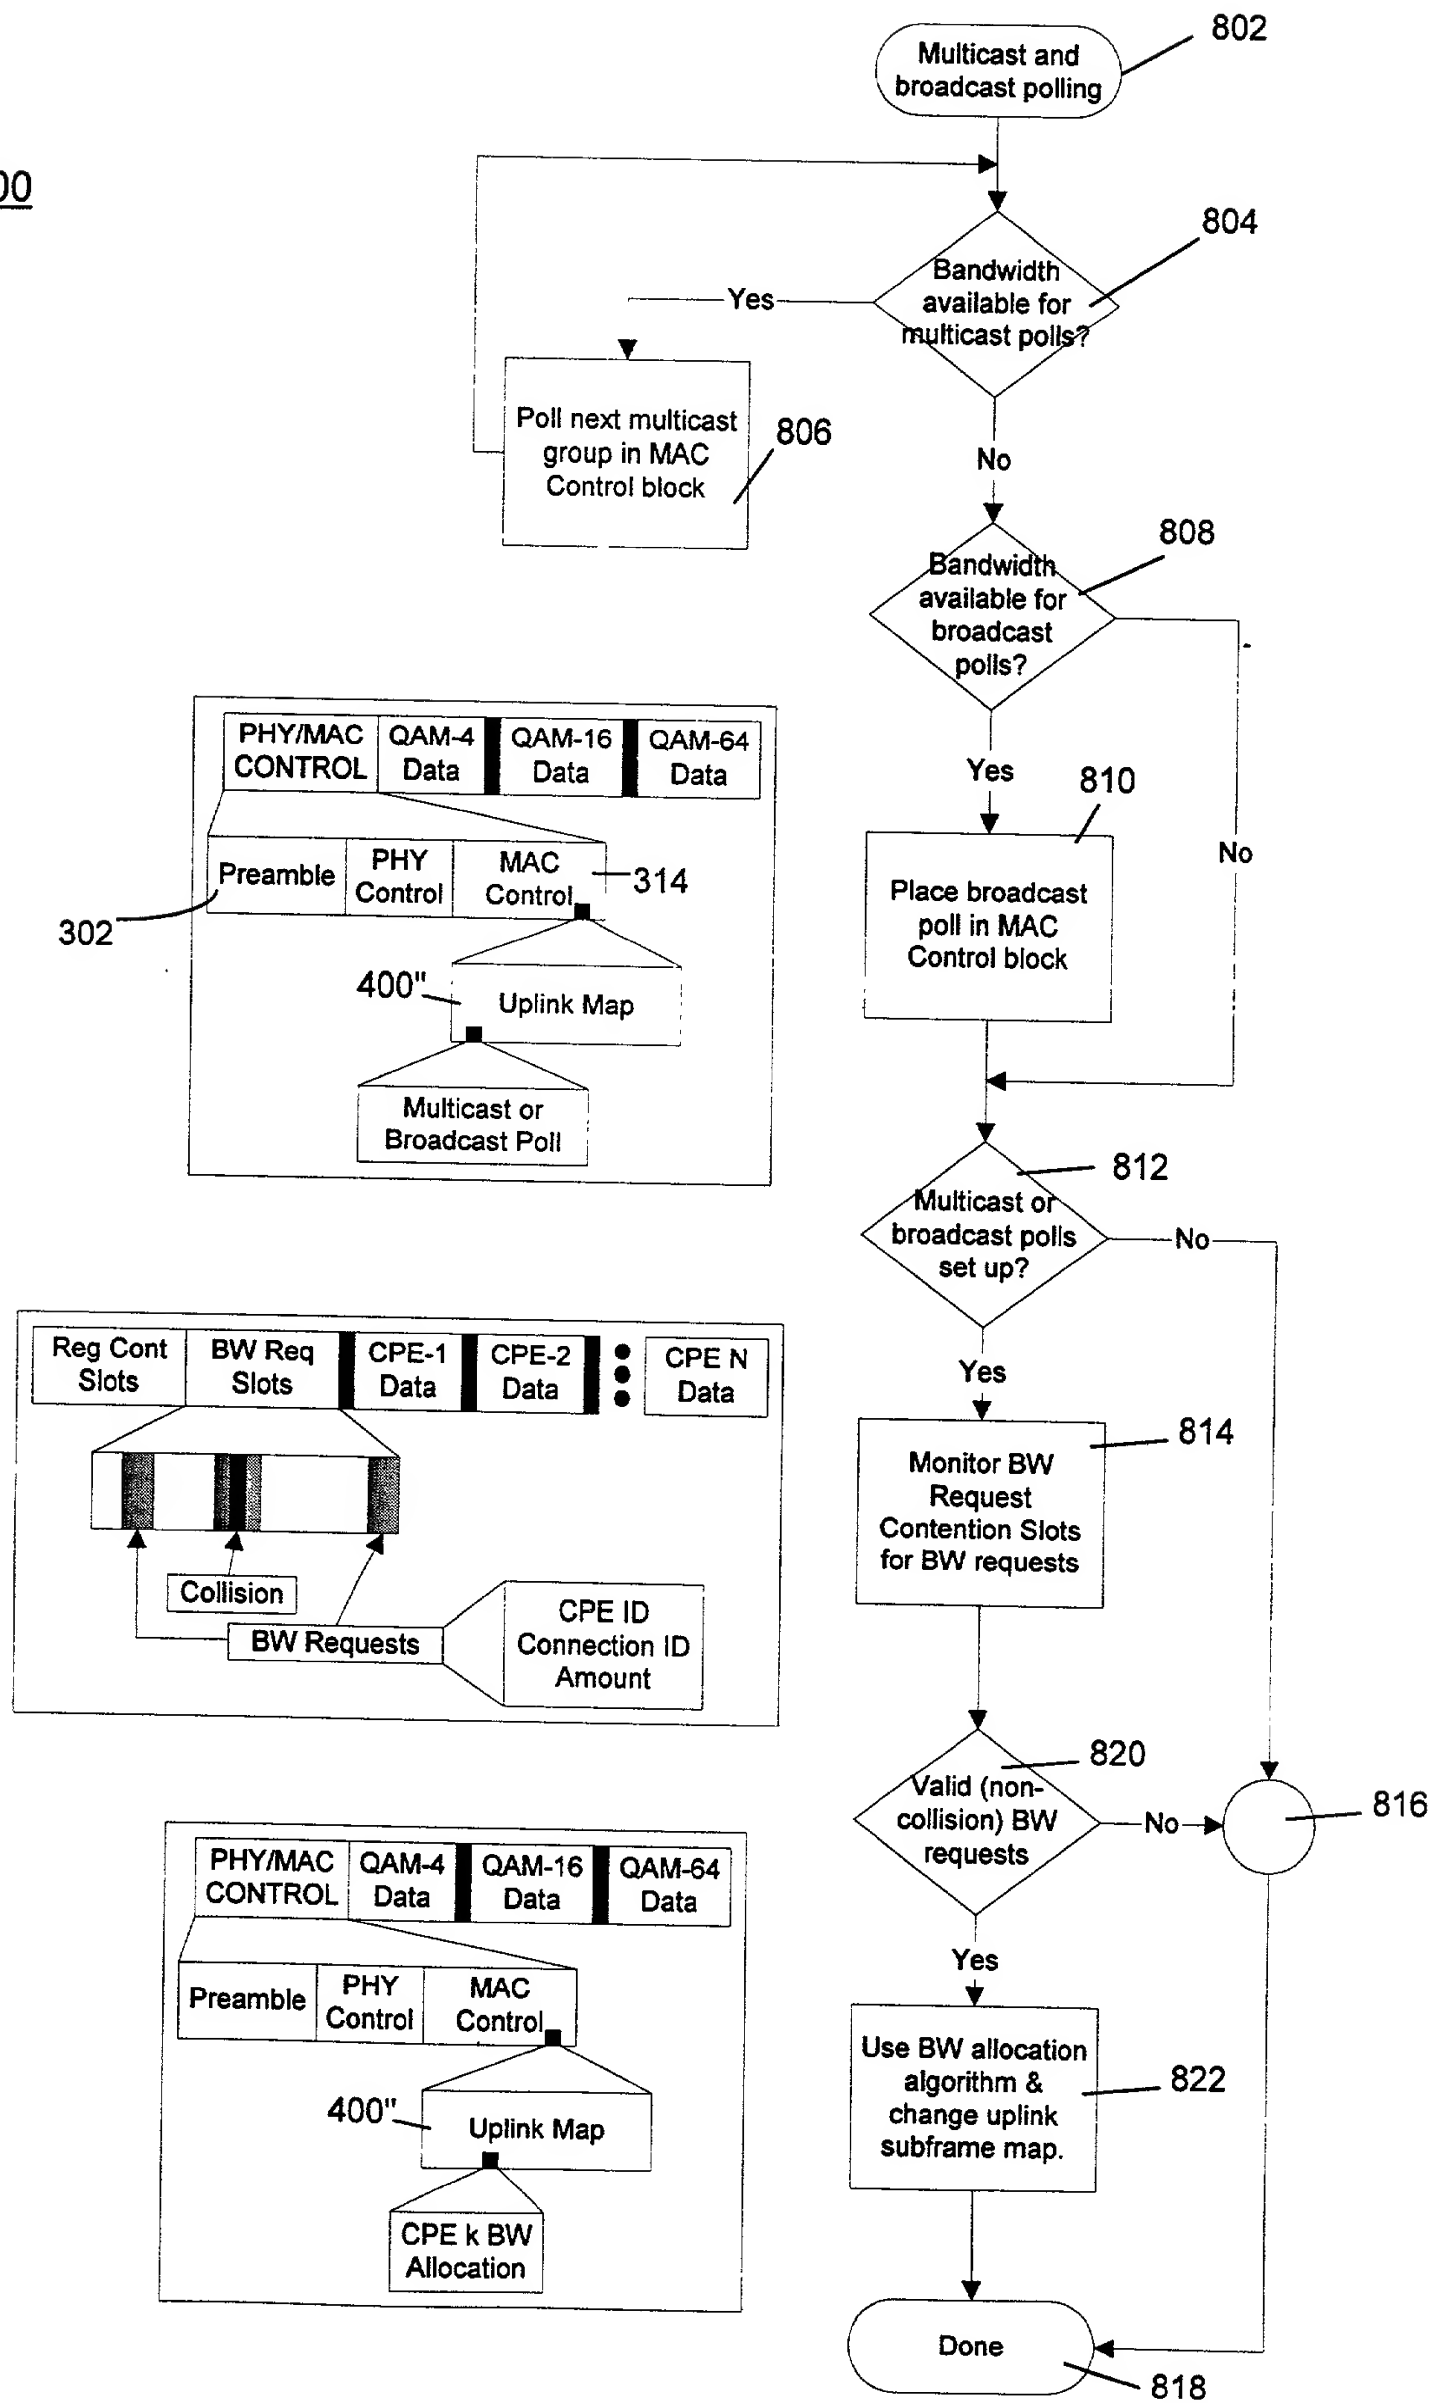 00
Multicast and
broadcast polling
802
804
Bandwidth
available for
multicast polls?
Yes
Poll next multicast
group in MAC
Control block
806
No
808
Bandwidth
available for
broadcast
polls?
Yes
No
810
Place broadcast
poll in MAC
Control block
PHY/MAC
CONTROL
QAM-4
Data
QAM-16
Data
QAM-64
Data
Preamble
PHY
Control
MAC
Control
314
302
400"
Uplink Map
Multicast or
Broadcast Poll
812
Multicast or
broadcast polls
set up?
No
Yes
814
Monitor BW
Request
Contention Slots
for BW requests
Reg Cont
Slots
BW Req
Slots
CPE-1
Data
CPE-2
Data
CPE N
Data
Collision
BW Requests
CPE ID
Connection ID
Amount
820
Valid (non-
collision) BW
requests
No
816
Yes
PHY/MAC
CONTROL
QAM-4
Data
QAM-16
Data
QAM-64
Data
Preamble
PHY
Control
MAC
Control
400"
Uplink Map
CPE k BW
Allocation
Use BW allocation
algorithm &
change uplink
subframe map.
822
Done
818